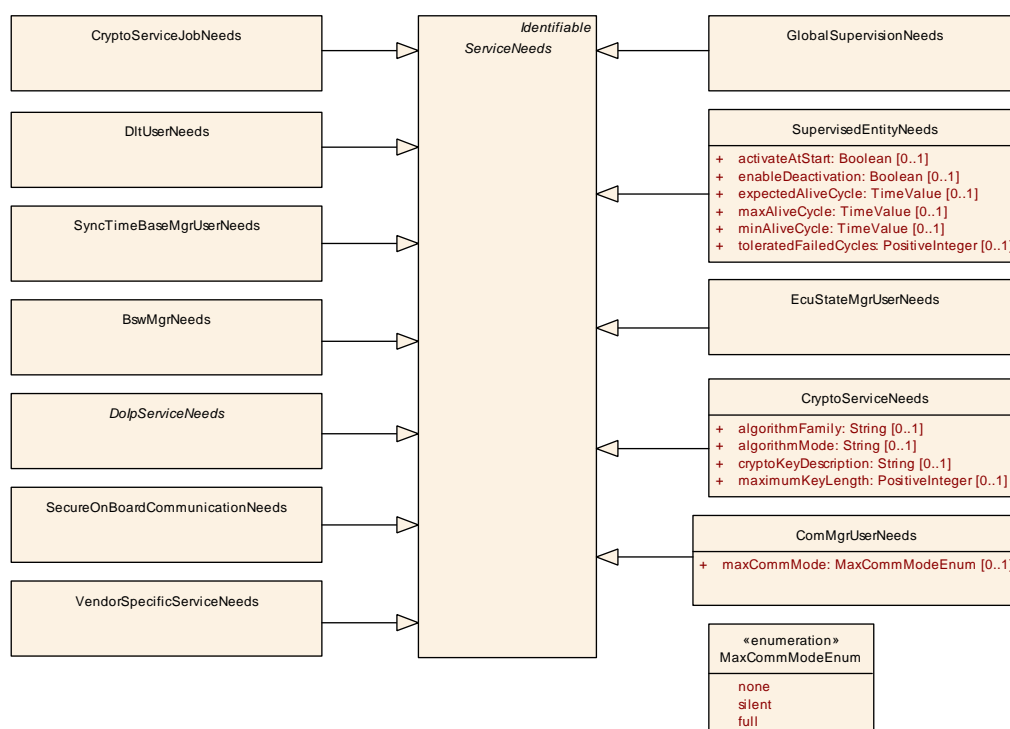 CryptoServiceJobNeeds
DltUserNeeds
SyncTimeBaseMgrUserNeeds
BswMgrNeeds
DoIpServiceNeeds
SecureOnBoardCommunicationNeeds
VendorSpecificServiceNeeds
Identifiable
ServiceNeeds
GlobalSupervisionNeeds
SupervisedEntityNeeds
+ activateAtStart: Boolean [0..1]
+ enableDeactivation: Boolean [0..1]
+ expectedAliveCycle: TimeValue [0..1]
+ maxAliveCycle: TimeValue [0..1]
+ minAliveCycle: TimeValue [0..1]
+ toleratedFailedCycles: PositiveInteger [0..1]
EcuStateMgrUserNeeds
CryptoServiceNeeds
+ algorithmFamily: String [0..1]
+ algorithmMode: String [0..1]
+ cryptoKeyDescription: String [0..1]
+ maximumKeyLength: PositiveInteger [0..1]
ComMgrUserNeeds
+ maxCommMode: MaxCommModeEnum [0..1]
«enumeration»
MaxCommModeEnum
none
silent
full